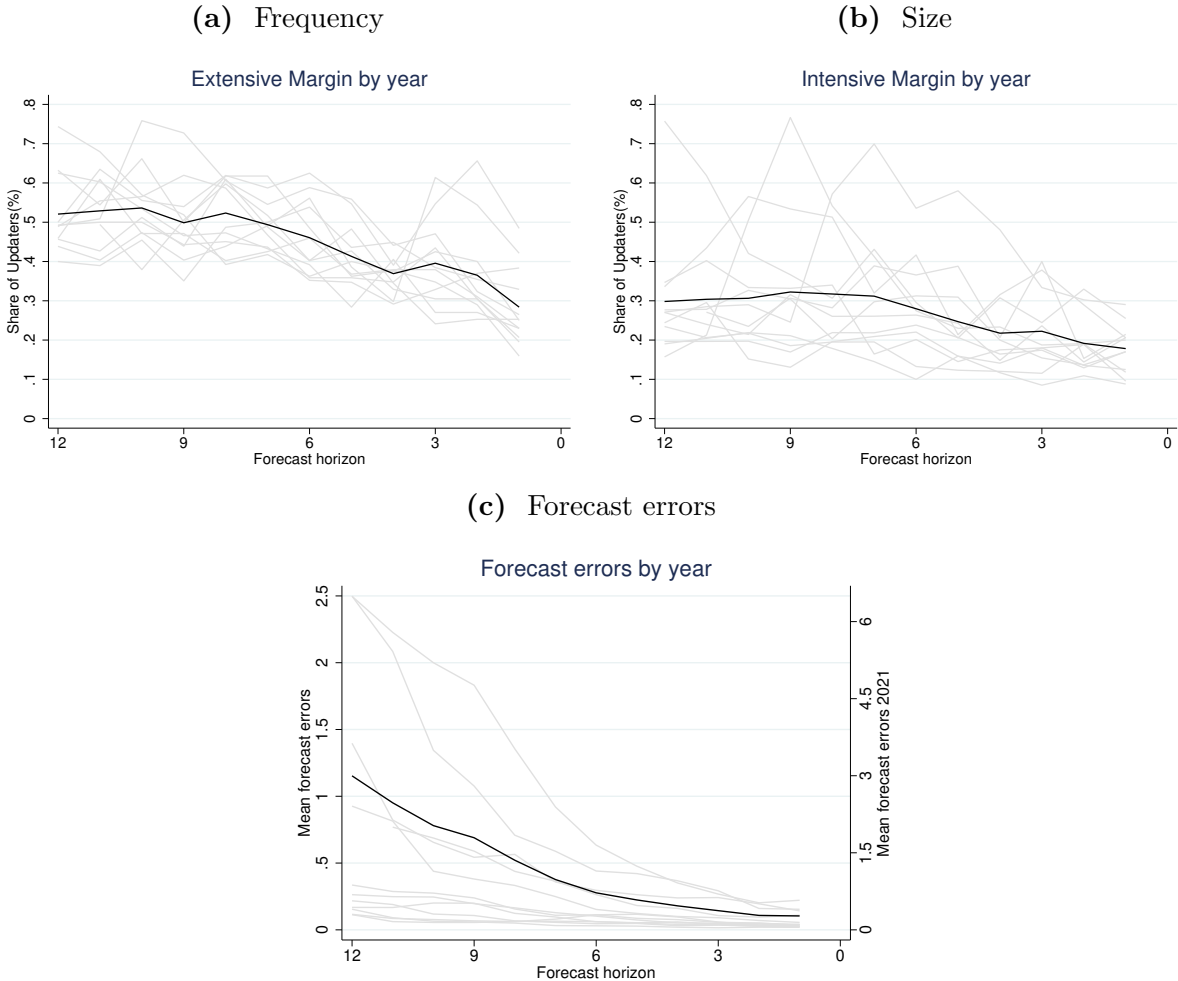 (a) Frequency
(b) Size
Extensive Margin by year
Share of Updaters(%)
.8
.7
.6
.5
.4
.3
.2
.1
0
12 9 6 3 0
Forecast horizon
Intensive Margin by year
Share of Updaters(%)
.8
.7
.6
.5
.4
.3
.2
.1
0
12 9 6 3 0
Forecast horizon
(c) Forecast errors
Forecast errors by year
Mean forecast errors
2.5
2
1.5
1
.5
0
Mean forecast errors 2021
6
4.5
3
1.5
0
12 9 6 3 0
Forecast horizon